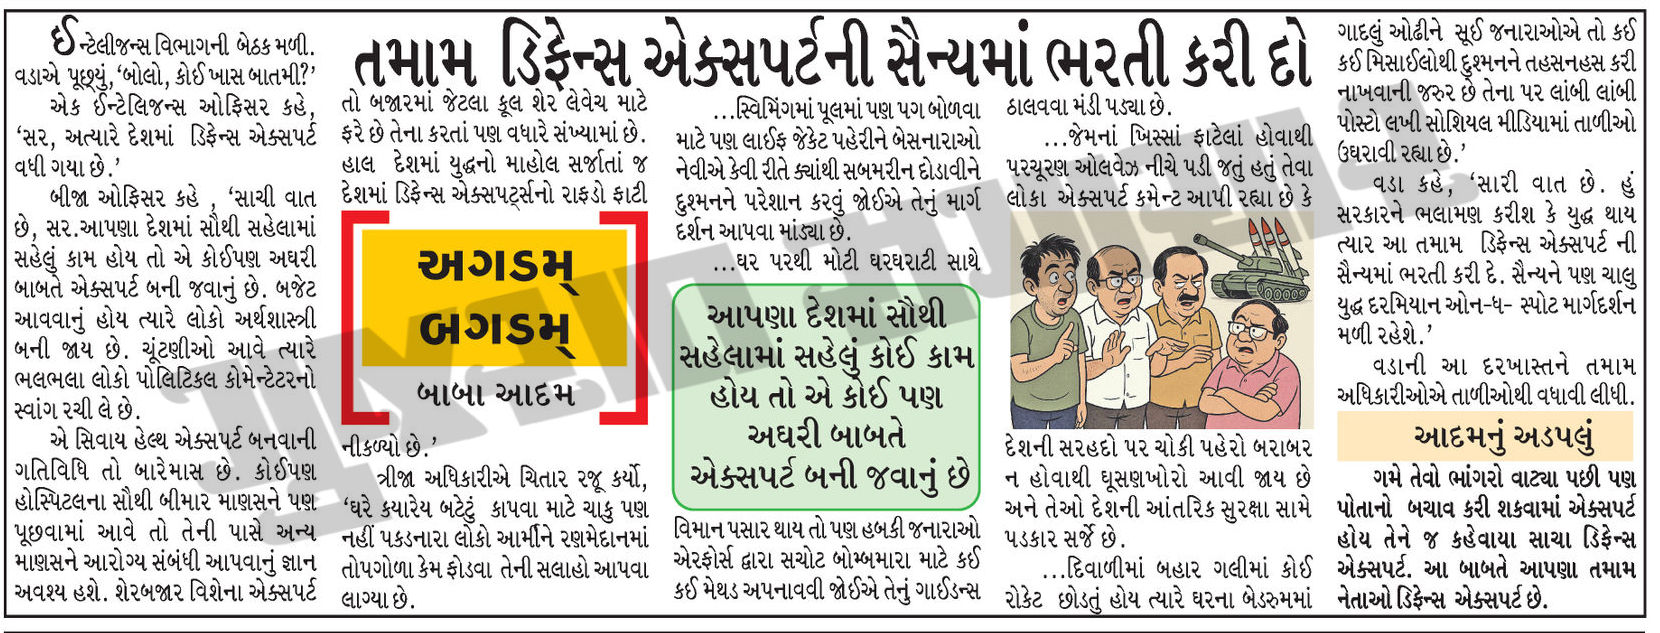 તમામ ડિફેન્સ એક્સપર્ટની સૈન્યમાં ભરતી કરી દો
ઈન્ટેલીજન્સ વિભાગની બેઠક મળી.
વડાએ પૂછ્યું, ‘બોલો, કોઈ ખાસ બાતમી?’
એક ઈન્ટેલિજન્સ ઓફિસર કહે,
‘સર, અત્યારે દેશમાં ડિફેન્સ એક્સપર્ટ
વધી ગયા છે.’
બીજા ઓફિસર કહે , ‘સાચી વાત
છે, સર.આપણા દેશમાં સૌથી સહેલામાં
સહેલું કામ હોય તો એ કોઈપણ અઘરી
બાબતે એક્સપર્ટ બની જવાનું છે. બજેટ
આવવાનું હોય ત્યારે લોકો અર્થશાસ્ત્રી
બની જાય છે. ચૂંટણીઓ આવે ત્યારે
ભલભલા લોકો પોલિટિકલ કોમેન્ટેટરનો
સ્વાંગ રચી લે છે.
એ સિવાય હેલ્થ એક્સપર્ટ બનવાની
ગતિવિધિ તો બારેમાસ છે. કોઈપણ
હોસ્પિટલના સૌથી બીમાર માણસને પણ
પૂછવામાં આવે તો તેની પાસે અન્ય
માણસને આરોગ્ય સંબંધી આપવાનું જ્ઞાન
અવશ્ય હશે. શેરબજાર વિશેના એક્સપર્ટ
તો બજારમાં જેટલા કૂલ શેર લેવેચ માટે
ફરે છે તેના કરતાં પણ વધારે સંખ્યામાં છે.
હાલ દેશમાં યુદ્ધનો માહોલ સર્જાતાં જ
દેશમાં ડિફેન્સ એક્સપર્ટ્સનો રાફડો ફાટી
અગડમ્
બગડમ્
બાબા આદમ
નીકળ્યો છે.’
ત્રીજા અધિકારીએ ચિતાર રજૂ કર્યો,
‘ઘરે કયારેય બટેટું કાપવા માટે ચાકુ પણ
નહીં પકડનારા લોકો આર્મીને રણમેદાનમાં
તોપગોળા કેમ ફોડવા તેની સલાહો આપવા
લાગ્યા છે.
...સ્વિમિંગમાં પૂલમાં પણ પગ બોળવા
માટે પણ લાઈફ જેકેટ પહેરીને બેસનારાઓ
નેવીએ કેવી રીતે ક્યાંથી સબમરીન દોડાવીને
દુશ્મનને પરેશાન કરવું જોઈએ તેનું માર્ગ
દર્શન આપવા માંડ્યા છે.
...ઘર પરથી મોટી ઘરઘરાટી સાથે
આપણા દેશમાં સૌથી
સહેલામાં સહેલું કોઈ કામ
હોય તો એ કોઈ પણ
અઘરી બાબતે
એક્સપર્ટ બની જવાનું છે
વિમાન પસાર થાય તો પણ હબકી જનારાઓ
એરફોર્સ દ્વારા સચોટ બોમ્બમારા માટે કઈ
કઈ મેથડ અપનાવવી જોઈએ તેનું ગાઈડન્સ
ઠાલવવા મંડી પડ્યા છે.
...જેમનાં ખિસ્સાં ફાટેલાં હોવાથી
પરચૂરણ ઓલવેઝ નીચે પડી જતું હતું તેવા
લોકા એક્સપર્ટ કમેન્ટ આપી રહ્યા છે કે
દેશની સરહદો પર ચોકી પહેરો બરાબર
ન હોવાથી ઘૂસણખોરો આવી જાય છે
અને તેઓ દેશની આંતરિક સુરક્ષા સામે
પડકાર સર્જે છે.
...દિવાળીમાં બહાર ગલીમાં કોઈ
રોકેટ છોડતું હોય ત્યારે ઘરના બેડરુમમાં
ગાદલું ઓઢીને સૂઈ જનારાઓએ તો કઈ
કઈ મિસાઈલોથી દુશ્મનને તહસનહસ કરી
નાખવાની જરુર છે તેના પર લાંબી લાંબી
પોસ્ટો લખી સોશિયલ મીડિયામાં તાળીઓ
ઉઘરાવી રહ્યા છે.’
વડા કહે, ‘સારી વાત છે. હું
સરકારને ભલામણ કરીશ કે યુદ્ધ થાય
ત્યાર આ તમામ ડિફેન્સ એક્સપર્ટ ની
સૈન્યમાં ભરતી કરી દે. સૈન્યને પણ ચાલુ
યુદ્ધ દરમિયાન ઓન-ધ- સ્પોટ માર્ગદર્શન
મળી રહેશે.’
વડાની આ દરખાસ્તને તમામ
અધિકારીઓએ તાળીઓથી વધાવી લીધી.
આદમનું અડપલું
ગમે તેવો ભાંગરો વાટ્યા પછી પણ
પોતાનો બચાવ કરી શકવામાં એક્સપર્ટ
હોય તેને જ કહેવાયા સાચા ડિફેન્સ
એક્સપર્ટ. આ બાબતે આપણા તમામ
નેતાઓ ડિફેન્સ એક્સપર્ટ છે.
ગુજરાત સમાચાર